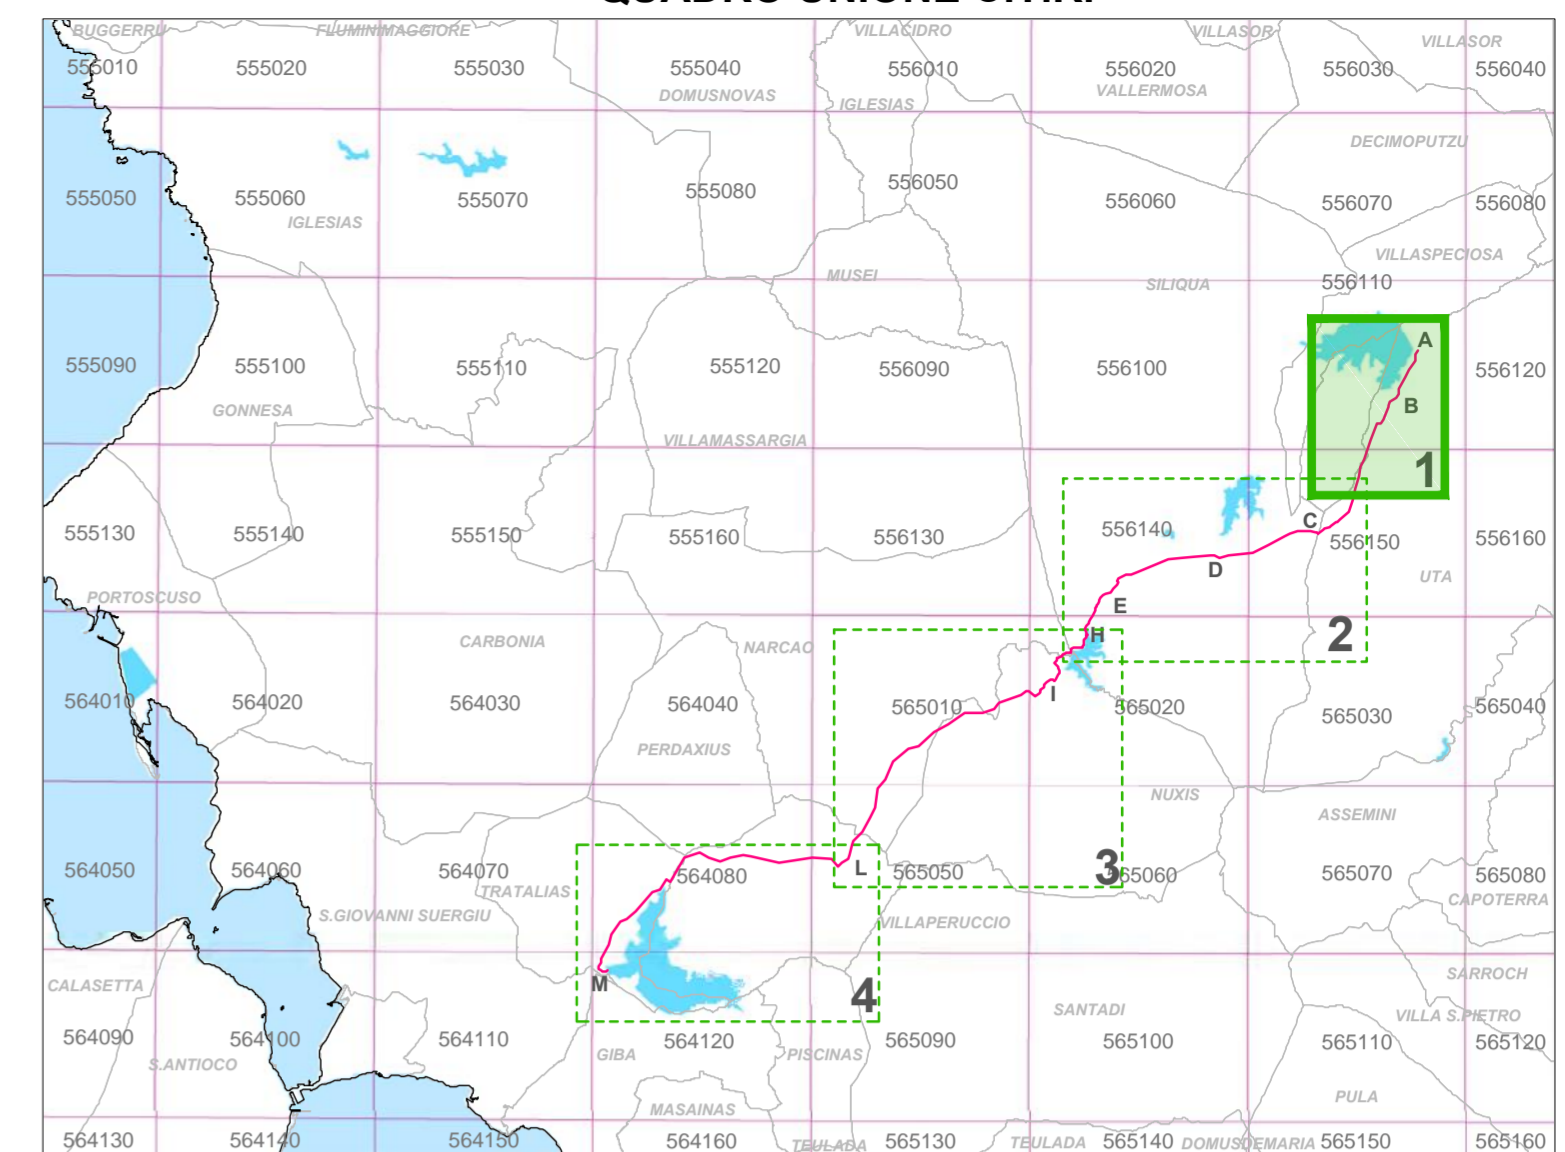 BUGGERRU FLUMINIMAGGIORE VILLACIDRO VILLASOR VILLASOR
555010 555020 555030 555040 556010 556020 556030 556040
DOMUSNOVAS IGLESIAS VALLERMOSA
DECIMOPUTZU
555050 555060 555070 555080 556050 556060 556070 556080
IGLESIAS
VILLASPECIOSA
MUSEI SILIQUA 556110
A
555090 555100 555110 555120 556090 556100 556120
GONNESA B
VILLAMASSARGIA
1
555130 555140 555150 555160 556130 556140 C 556150 556160
D UTA
PORTOSCUSO E
CARBONIA NARCAO H 2
564010 564020 564030 564040 565010 I 565020 565030 565040
PERDAXIUS
NUXIS
ASSEMINI
564050 564060 564070 564080 L 565050 3 565060 565070 565080
TRATALIAS CAPOTERRA
S.GIOVANNI SUERGIU VILLAPERUCCIO
CALASETTA M 4 SARROCH
SANTADI VILLA S.PIETRO
564090 564100 564110 564120 565090 565100 565110 565120
S.ANTIOCO GIBA PISCINAS
MASAINAS PULA
564130 564140 564150 564160 TEULADA 565130 TEULADA 565140 DOMUSDEMARIA 565150 565160